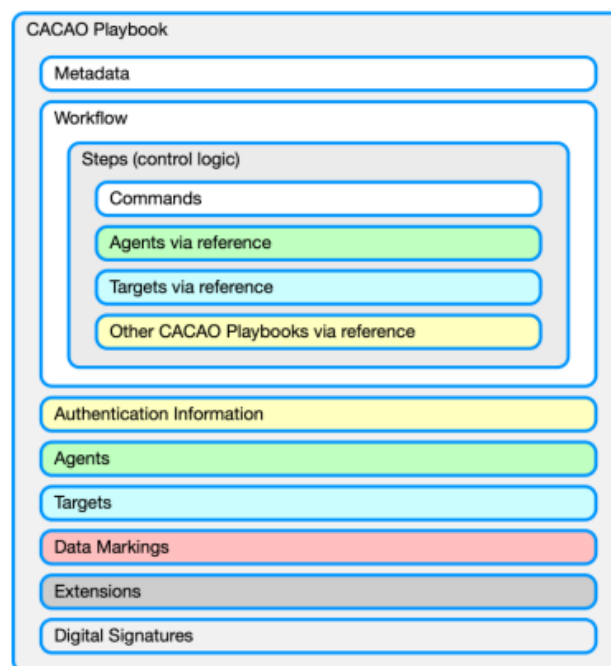 CACAO Playbook
Metadata
Workflow
Steps (control logic)
Commands
Agents via reference
Targets via reference
Other CACAO Playbooks via reference
Authentication Information
Agents
Targets
Data Markings
Extensions
Digital Signatures